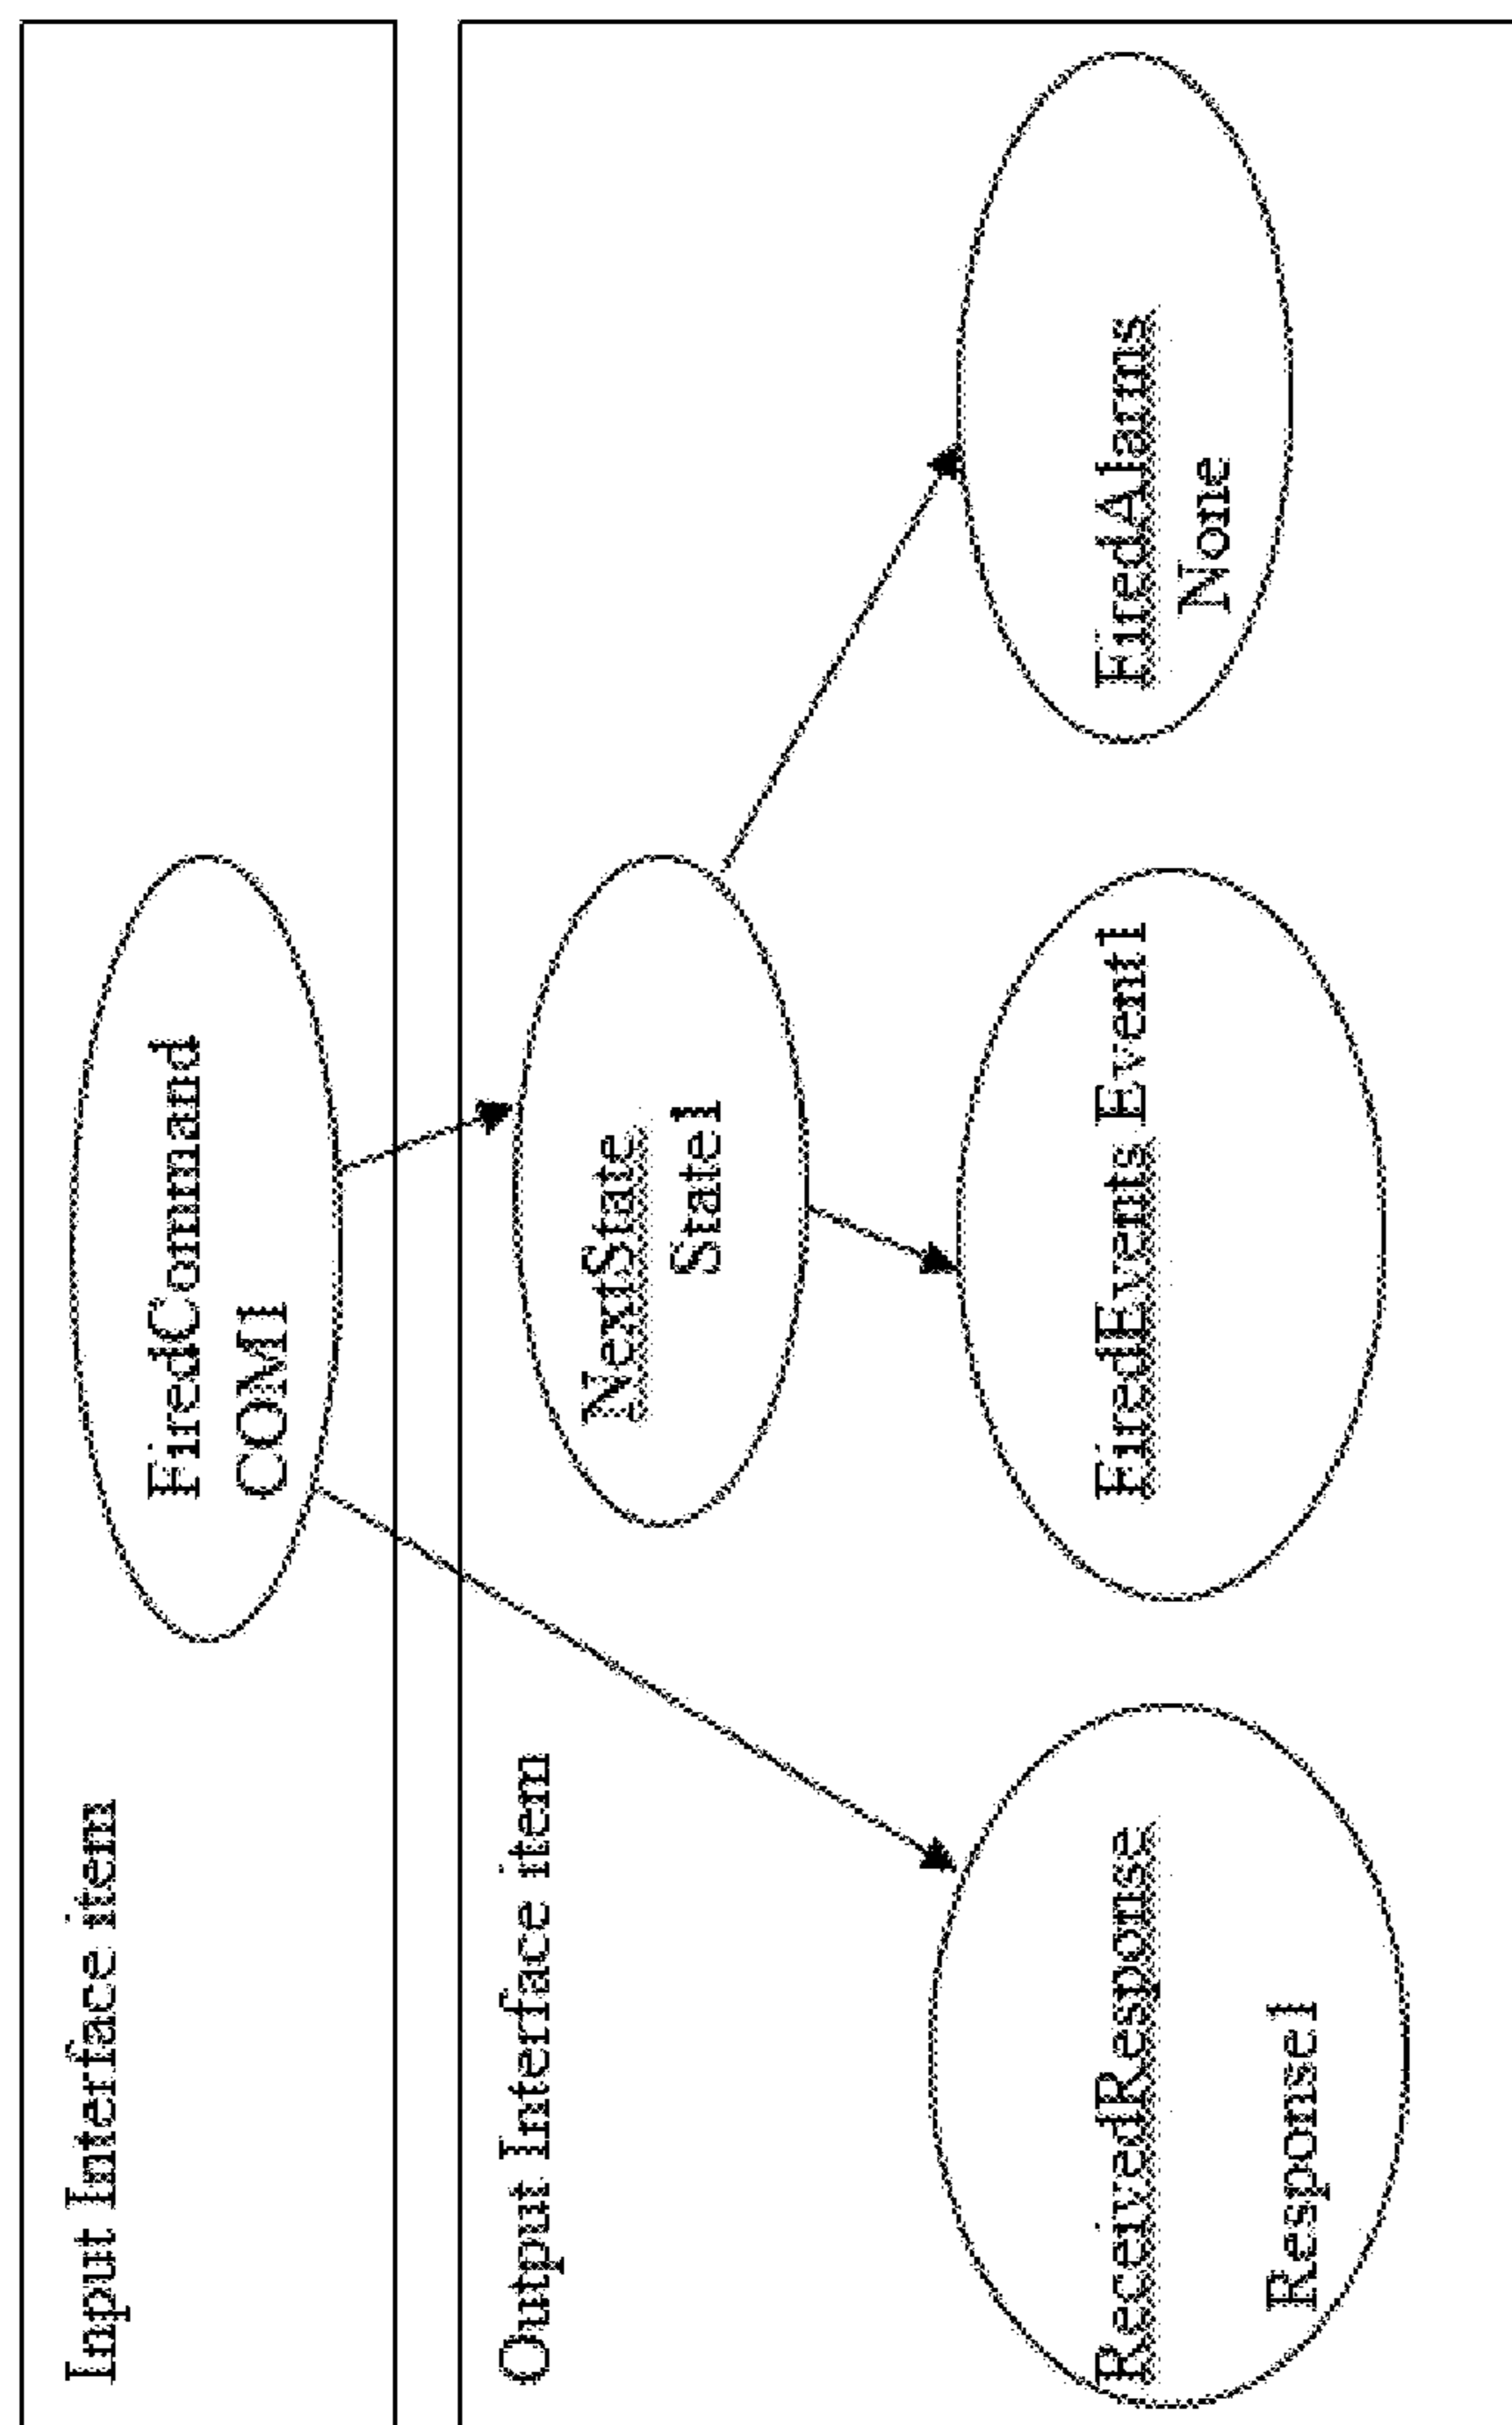 Input Interface item
FiredCommand
COM1
Output Interface item
NextState
State1
ReceivedResponse
Response1
FiredEvents Event1
FiredAlarms
None